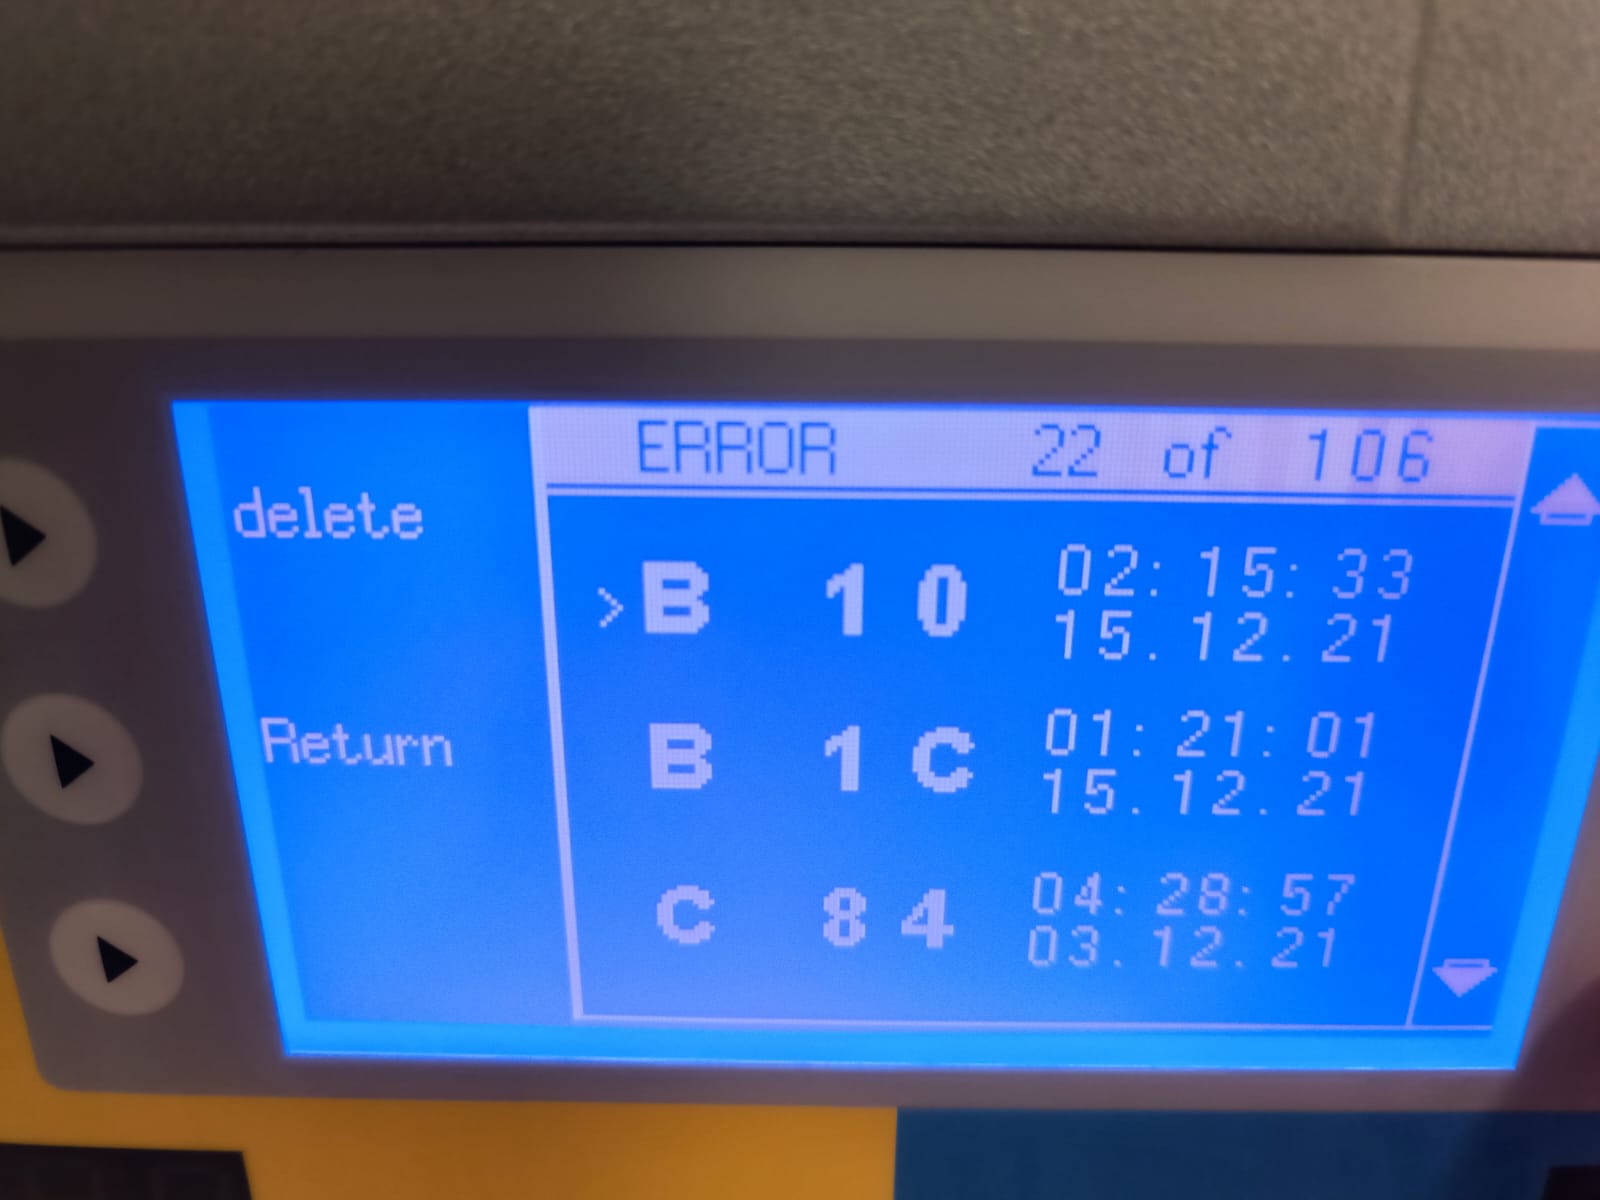 ERROR 22 of 106
delete
>B 10 02:15:33
15.12.21
Return
B 1C 01:21:01
15.12.21
C 84 04:28:57
03.12.21